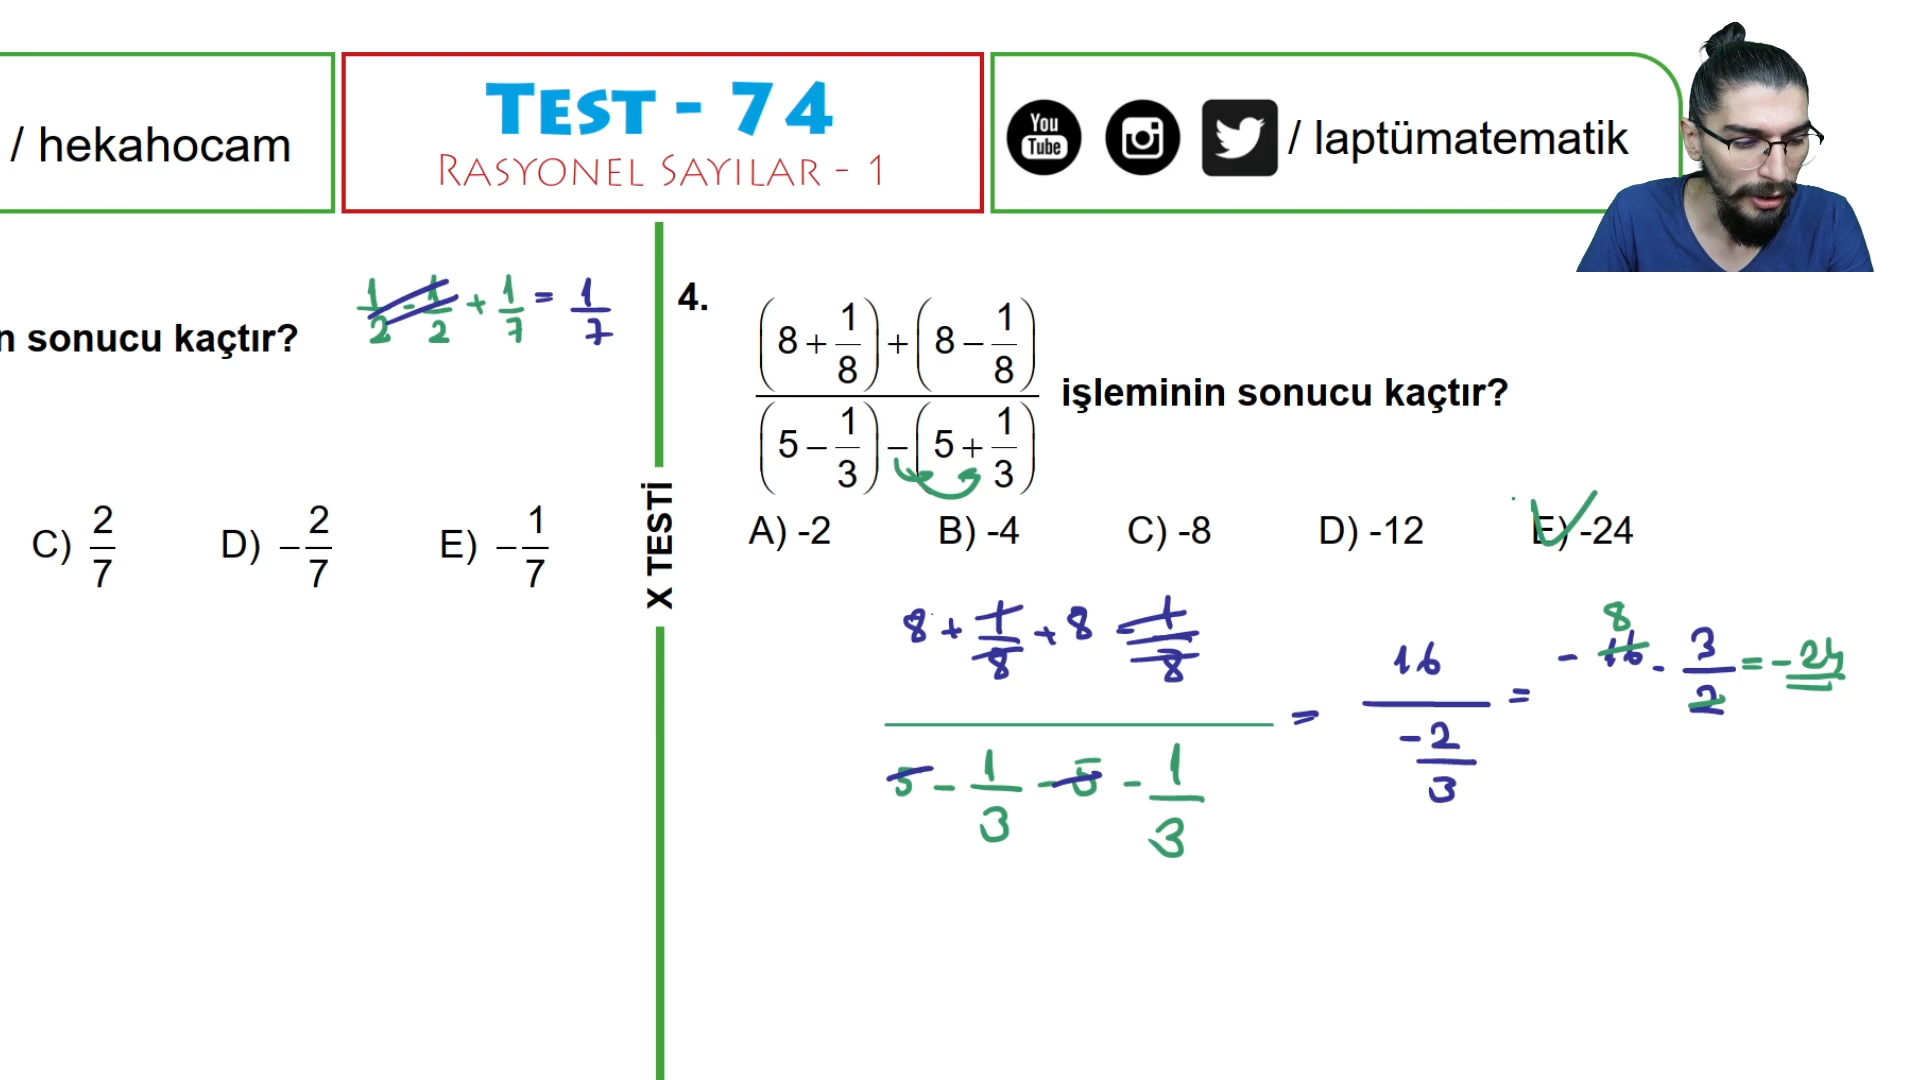 / hekahocam
TEST - 74
RASYONEL SAYILAR - 1
You
Tube
/ laptümatematik
n sonucu kaçtır?
1/2 - 1/2 + 1/7 = 1/7
C) 2/7 D) -2/7 E) -1/7
X TESTİ
4.
(8 + 1/8) + (8 - 1/8)
(5 - 1/3) - (5 + 1/3)
işleminin sonucu kaçtır?
A) -2 B) -4 C) -8 D) -12 E) -24
8 + 1/8 + 8 - 1/8
5 - 1/3 - 5 - 1/3
= 16 / (-2/3) = - 16 . 3/2 = -24
8